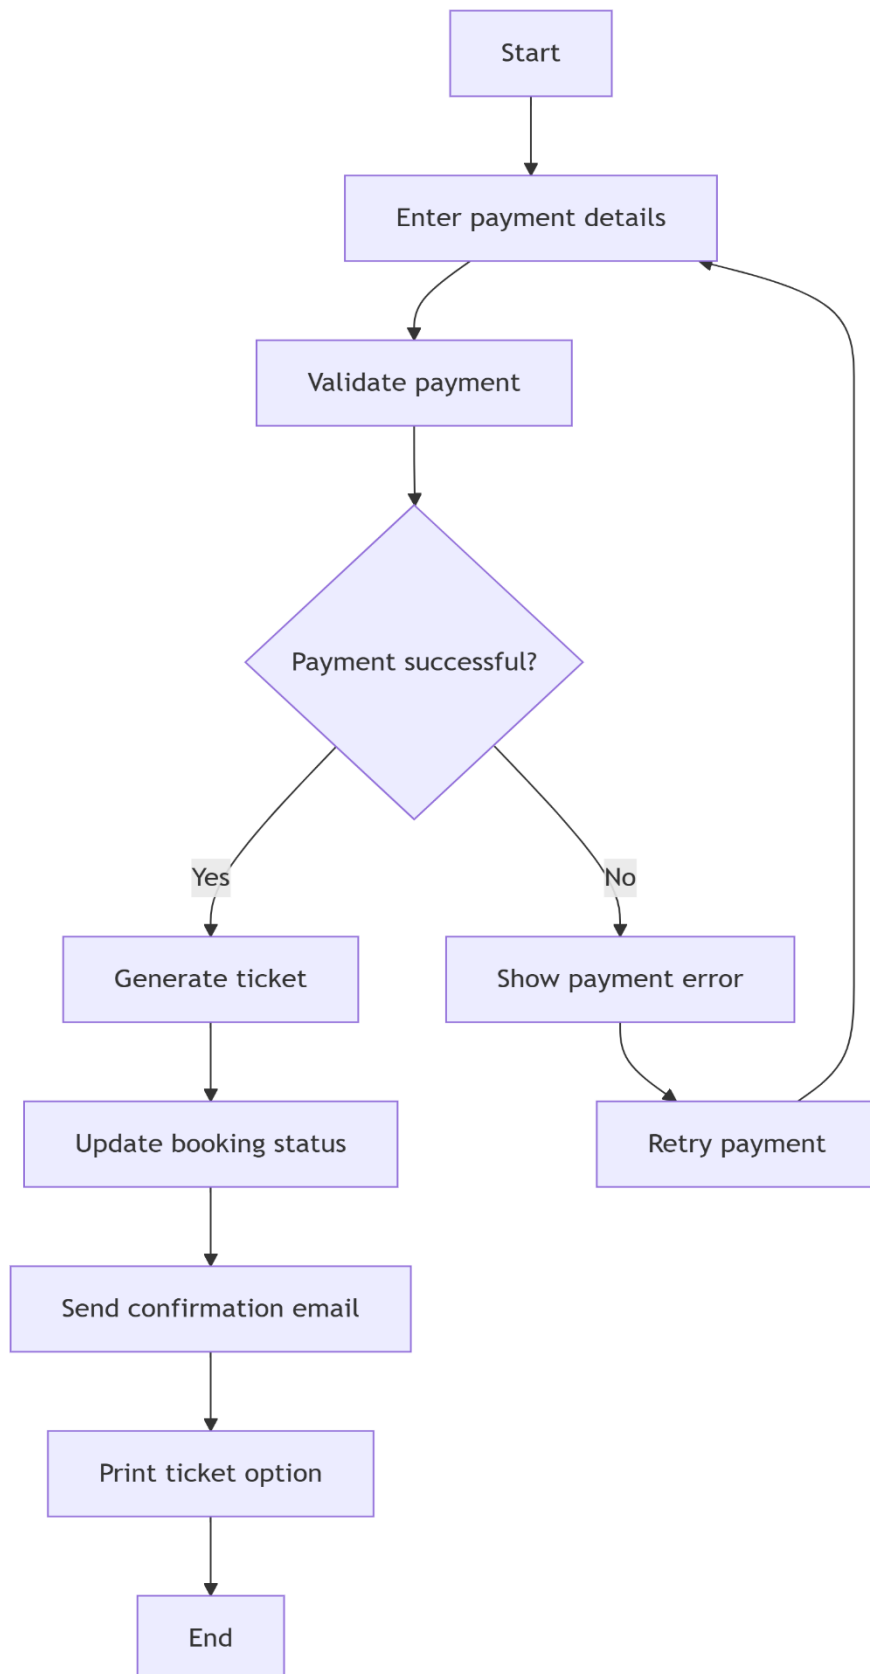 Start
Enter payment details
Validate payment
Payment successful?
Yes
No
Generate ticket
Show payment error
Update booking status
Retry payment
Send confirmation email
Print ticket option
End